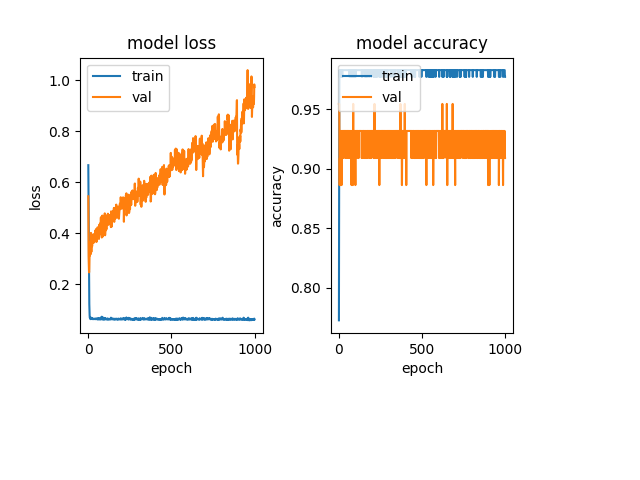 model loss
train
val
1.0
0.8
0.6
0.4
0.2
loss
0
500
1000
epoch
model accuracy
train
val
0.95
0.90
0.85
0.80
accuracy
0
500
1000
epoch